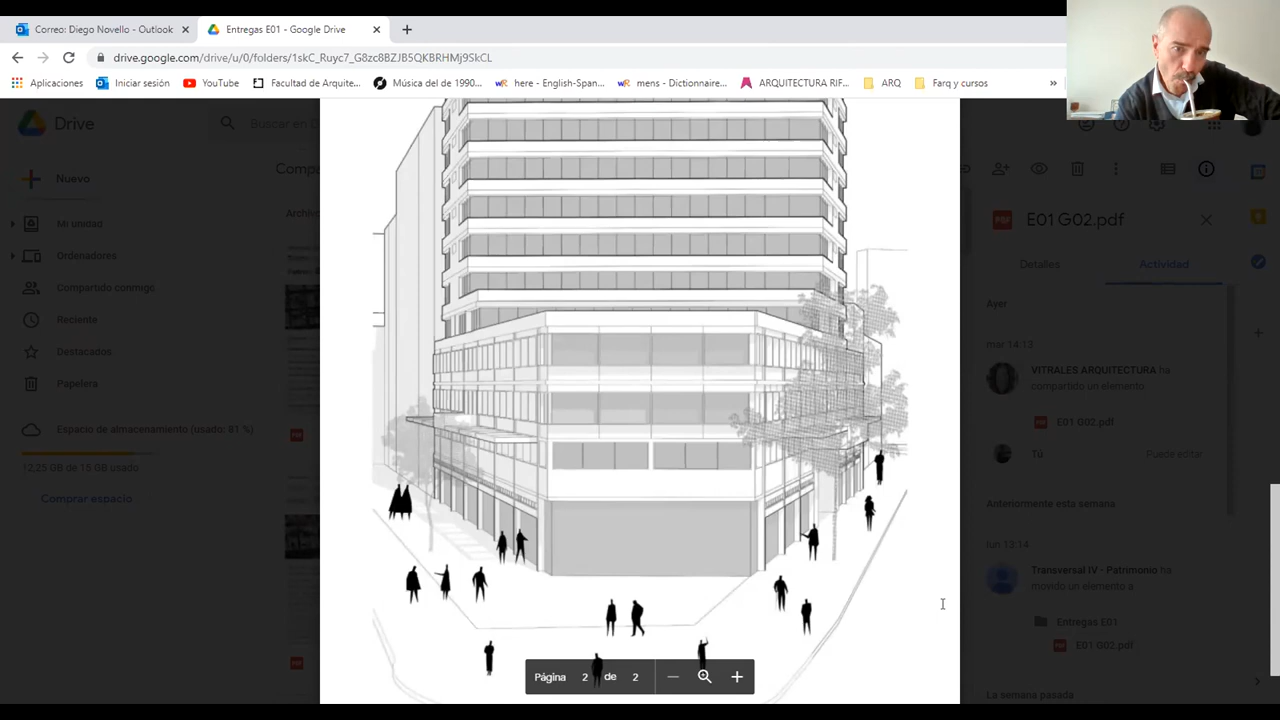 Correo: Diego Novello - Outlook
Entregas E01 - Google Drive
drive.google.com/drive/u/0/folders/1skC_Ruyc7_G8zc8BZJB5QKBRHMj9SkCL
Aplicaciones
Iniciar sesión
YouTube
Facultad de Arquite...
Música del de 1990...
here - English-Span...
mens - Dictionnaire...
ARQUITECTURA RIF...
ARQ
Farq y cursos
»
Drive
Buscar en
Nuevo
Compa
Archiv
Mi unidad
Ordenadores
Compartido conmigo
Reciente
Destacados
Papelera
Espacio de almacenamiento (usado: 81 %)
12,25 GB de 15 GB usado
Comprar espacio
E01 G02.pdf
Detalles
Actividad
Ayer
mar 14:13
VITRALES ARQUITECTURA ha
compartido un elemento
E01 G02.pdf
Tú
Puede editar
Anteriormente esta semana
lun 13:14
Transversal IV - Patrimonio ha
movido un elemento a
Entregas E01
E01 G02.pdf
La semana pasada
Página 2 de 2